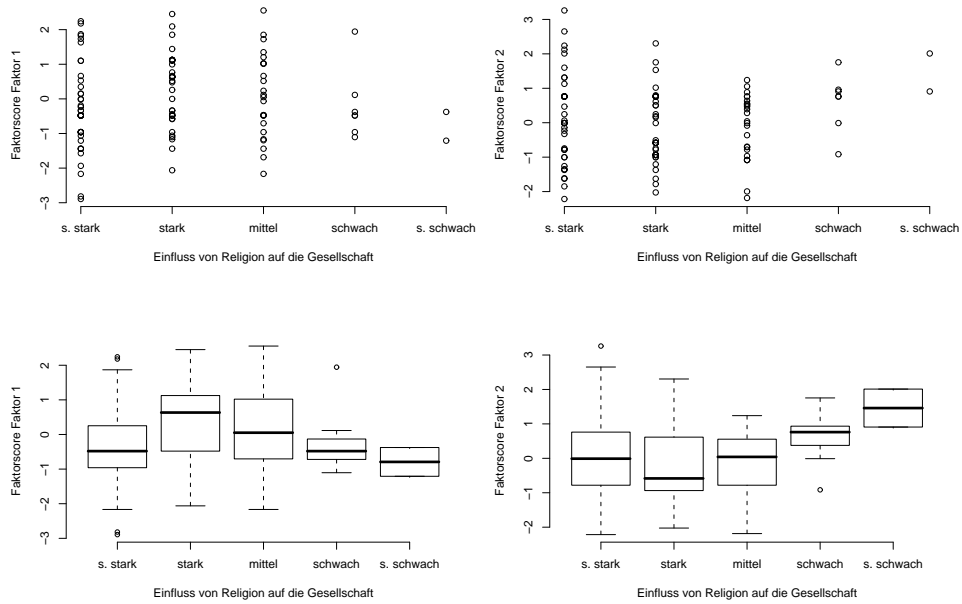 Faktorscore Faktor 1
2
1
0
−1
−2
−3
s. stark stark mittel schwach s. schwach
Einfluss von Religion auf die Gesellschaft
Faktorscore Faktor 2
3
2
1
0
−1
−2
s. stark stark mittel schwach s. schwach
Einfluss von Religion auf die Gesellschaft
Faktorscore Faktor 1
2
1
0
−1
−2
−3
s. stark stark mittel schwach s. schwach
Einfluss von Religion auf die Gesellschaft
Faktorscore Faktor 2
3
2
1
0
−1
−2
s. stark stark mittel schwach s. schwach
Einfluss von Religion auf die Gesellschaft